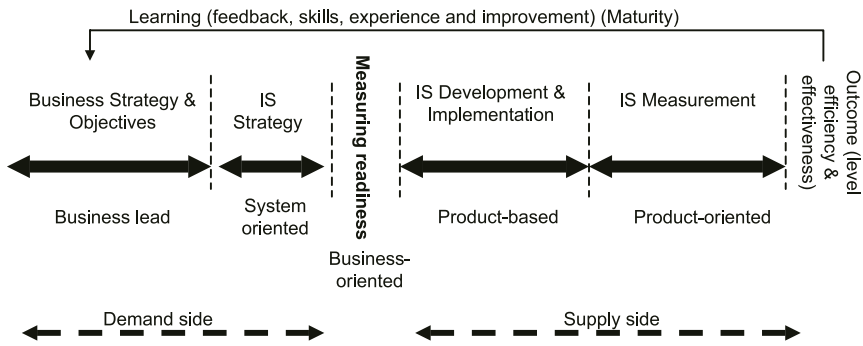 Learning (feedback, skills, experience and improvement) (Maturity)
Business Strategy &
Objectives
IS
Strategy
Measuring readiness
IS Development &
Implementation
IS Measurement
Outcome (level
efficiency &
effectiveness)
Business lead
System
oriented
Business-
oriented
Product-based
Product-oriented
Demand side
Supply side